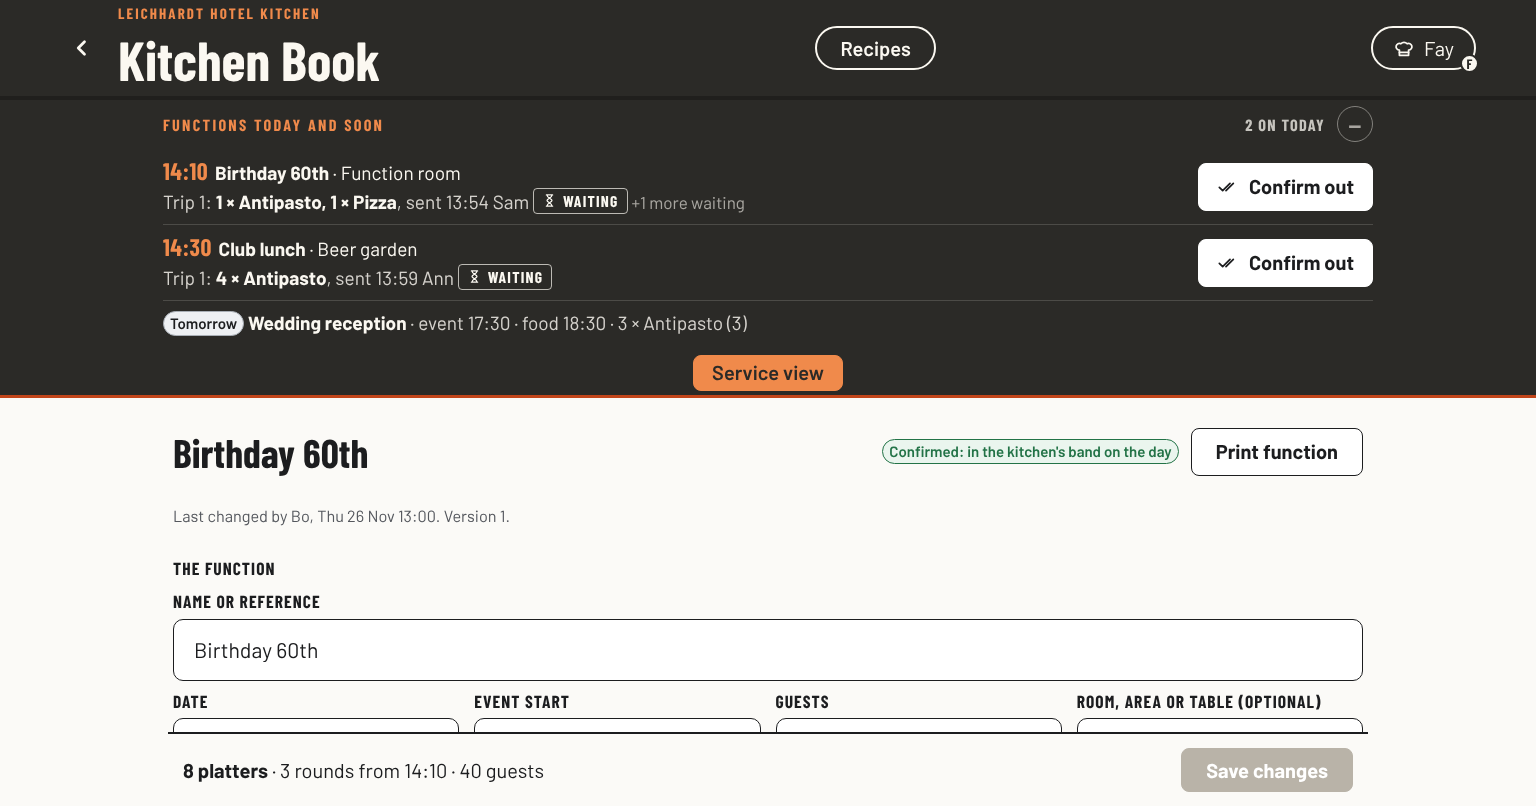 LEICHHARDT HOTEL KITCHEN
Kitchen Book
Recipes
Fay
F
FUNCTIONS TODAY AND SOON
2 ON TODAY
14:10 Birthday 60th · Function room
Trip 1: 1 × Antipasto, 1 × Pizza, sent 13:54 Sam WAITING +1 more waiting
Confirm out
14:30 Club lunch · Beer garden
Trip 1: 4 × Antipasto, sent 13:59 Ann WAITING
Confirm out
Tomorrow Wedding reception · event 17:30 · food 18:30 · 3 × Antipasto (3)
Service view
Birthday 60th
Confirmed: in the kitchen's band on the day
Print function
Last changed by Bo, Thu 26 Nov 13:00. Version 1.
THE FUNCTION
NAME OR REFERENCE
Birthday 60th
DATE
EVENT START
GUESTS
ROOM, AREA OR TABLE (OPTIONAL)
8 platters · 3 rounds from 14:10 · 40 guests
Save changes